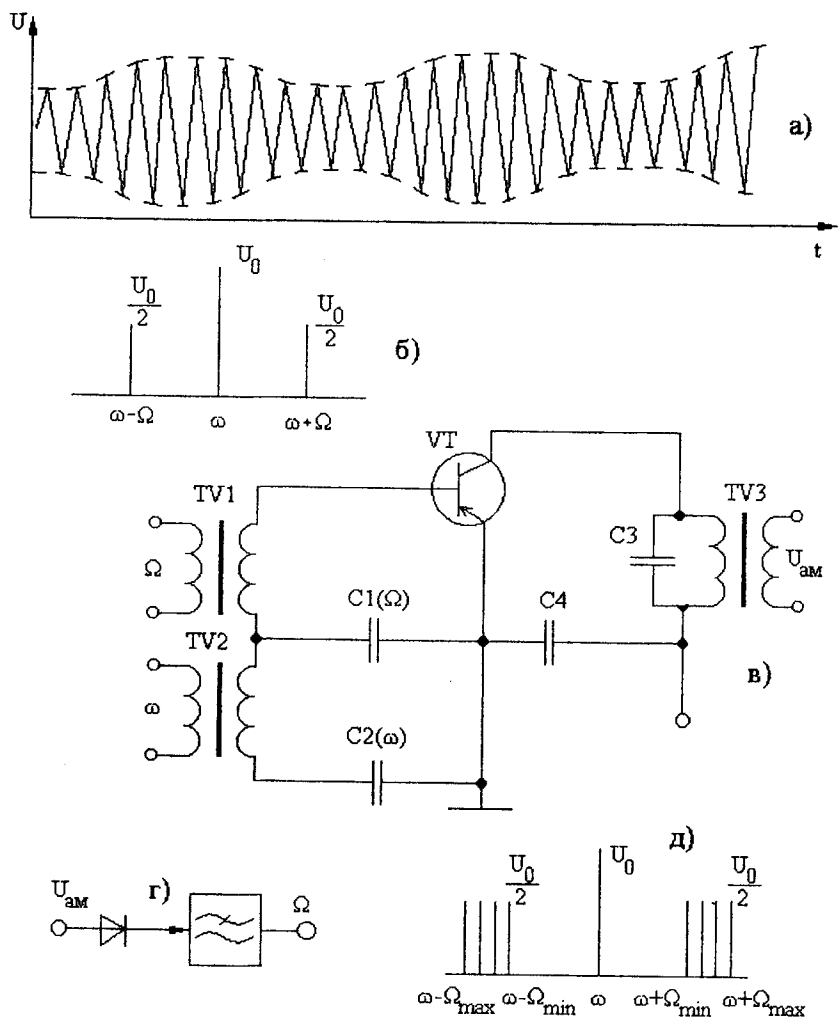 U
а)
t
U₀
U₀/2
U₀/2
б)
ω-Ω
ω
ω+Ω
VT
TV1
TV3
C3
Ω
Uам
C1(Ω)
C4
TV2
в)
ω
C2(ω)
д)
Uам
г)
Ω
U₀/2
U₀
U₀/2
ω-Ωmax
ω-Ωmin
ω
ω+Ωmin
ω+Ωmax